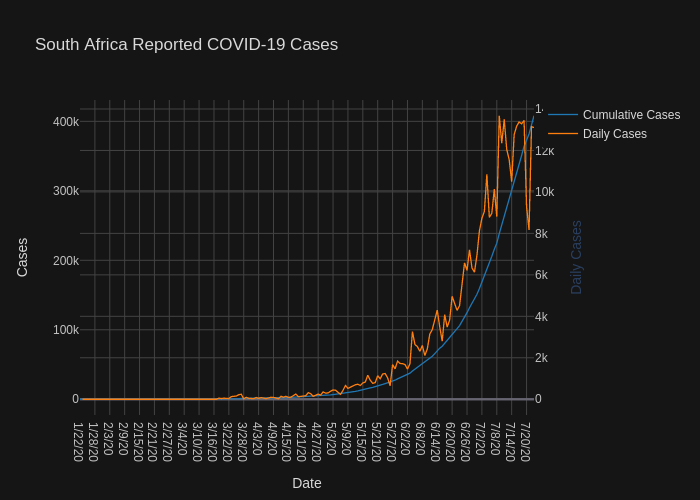 South Africa Reported COVID-19 Cases
Cumulative Cases
Daily Cases
400k
300k
200k
100k
0
Cases
12k
10k
8k
6k
4k
2k
0
Daily Cases
1/22/20
1/28/20
2/3/20
2/9/20
2/15/20
2/21/20
2/27/20
3/4/20
3/10/20
3/16/20
3/22/20
3/28/20
4/3/20
4/9/20
4/15/20
4/21/20
4/27/20
5/3/20
5/9/20
5/15/20
5/21/20
5/27/20
6/2/20
6/8/20
6/14/20
6/20/20
6/26/20
7/2/20
7/8/20
7/14/20
7/20/20
Date